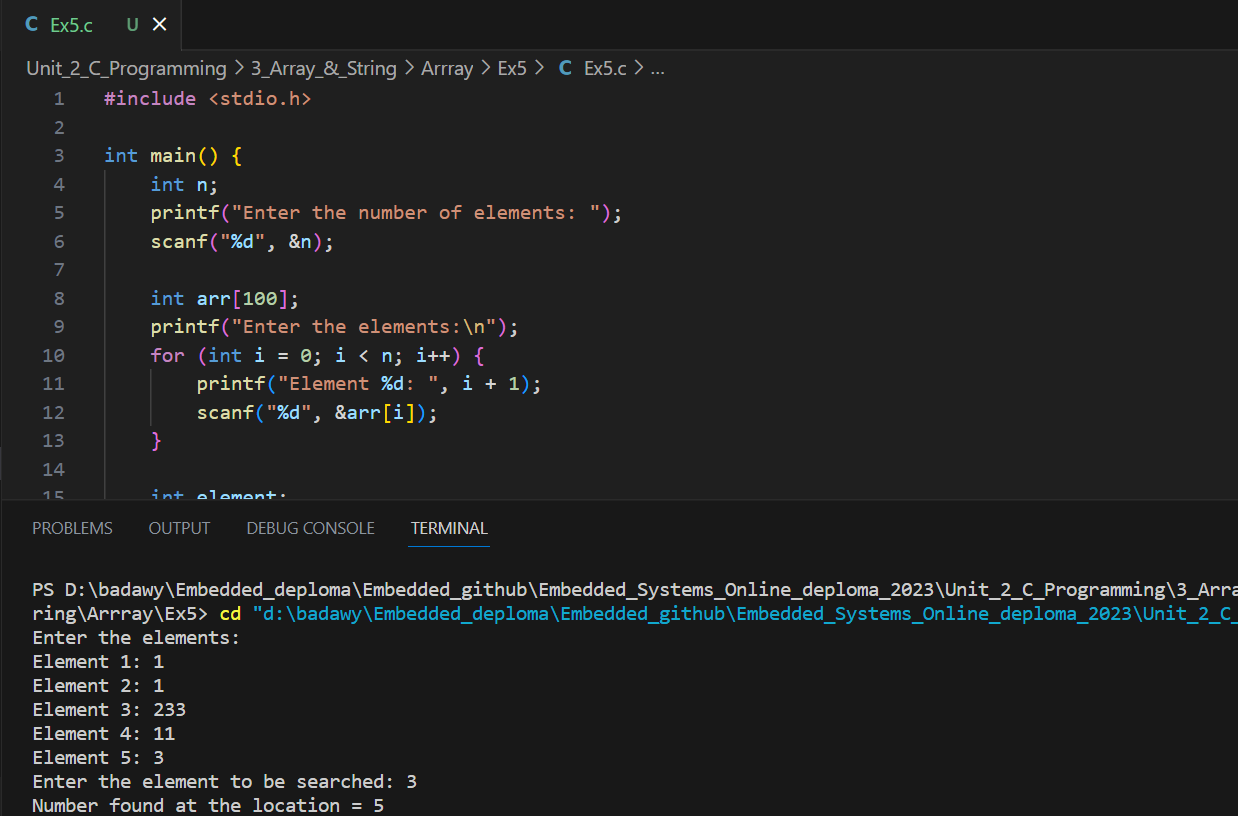 C Ex5.c U ×
Unit_2_C_Programming > 3_Array_&_String > Arrray > Ex5 > C Ex5.c > ...
1 #include <stdio.h>
2
3 int main() {
4     int n;
5     printf("Enter the number of elements: ");
6     scanf("%d", &n);
7
8     int arr[100];
9     printf("Enter the elements:\n");
10     for (int i = 0; i < n; i++) {
11         printf("Element %d: ", i + 1);
12         scanf("%d", &arr[i]);
13     }
14
15     int element;
PROBLEMS OUTPUT DEBUG CONSOLE TERMINAL
PS D:\badawy\Embedded_deploma\Embedded_github\Embedded_Systems_Online_deploma_2023\Unit_2_C_Programming\3_Arra
ring\Arrray\Ex5> cd "d:\badawy\Embedded_deploma\Embedded_github\Embedded_Systems_Online_deploma_2023\Unit_2_C_
Enter the elements:
Element 1: 1
Element 2: 1
Element 3: 233
Element 4: 11
Element 5: 3
Enter the element to be searched: 3
Number found at the location = 5